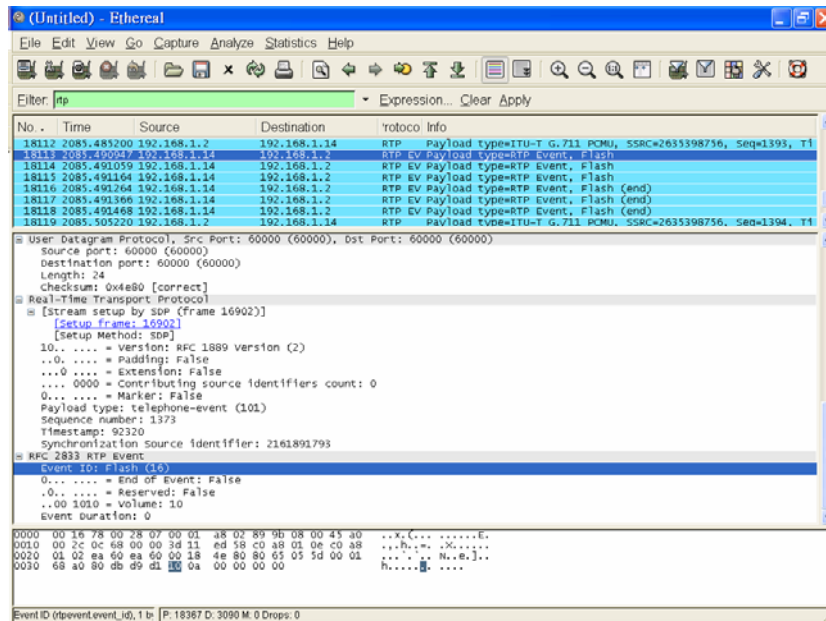 (Untitled) - Ethereal
File Edit View Go Capture Analyze Statistics Help
Filter: rtp Expression... Clear Apply
No. . Time Source Destination rotoco Info
18112 2085.485200 192.168.1.2 192.168.1.14 RTP Payload type=ITU-T G.711 PCMU, SSRC=2635398756, Seq=1393, Ti
18113 2085.490947 192.168.1.14 192.168.1.2 RTP EV Payload type=RTP Event, Flash
18114 2085.491059 192.168.1.14 192.168.1.2 RTP EV Payload type=RTP Event, Flash
18115 2085.491164 192.168.1.14 192.168.1.2 RTP EV Payload type=RTP Event, Flash
18116 2085.491264 192.168.1.14 192.168.1.2 RTP EV Payload type=RTP Event, Flash (end)
18117 2085.491366 192.168.1.14 192.168.1.2 RTP EV Payload type=RTP Event, Flash (end)
18118 2085.491468 192.168.1.14 192.168.1.2 RTP EV Payload type=RTP Event, Flash (end)
18119 2085.505220 192.168.1.2 192.168.1.14 RTP Payload type=ITU-T G.711 PCMU, SSRC=2635398756, Seq=1394, Ti
User Datagram Protocol, Src Port: 60000 (60000), Dst Port: 60000 (60000)
Source port: 60000 (60000)
Destination port: 60000 (60000)
Length: 24
Checksum: 0x4e80 [correct]
Real-Time Transport Protocol
[Stream setup by SDP (frame 16902)]
[Setup frame: 16902]
[Setup Method: SDP]
10.. .... = Version: RFC 1889 Version (2)
..0. .... = Padding: False
...0 .... = Extension: False
.... 0000 = Contributing source identifiers count: 0
0... .... = Marker: False
Payload type: telephone-event (101)
Sequence number: 1373
Timestamp: 92320
Synchronization Source identifier: 2161891793
RFC 2833 RTP Event
Event ID: Flash (16)
0... .... = End of Event: False
.0.. .... = Reserved: False
..00 1010 = Volume: 10
Event Duration: 0
0000 00 16 78 00 28 07 00 01 a8 02 89 9b 08 00 45 a0 ..x.(... ......E.
0010 00 2c 0c 68 00 00 3d 11 ed 58 c0 a8 01 0e c0 a8 .,.h..=. .X......
0020 01 02 ea 60 ea 60 00 18 4e 80 80 65 05 5d 00 01 ...`.`.. N..e.]..
0030 68 a0 80 db d9 d1 10 0a 00 00 00 00 h....... ....
Event ID (rtpevent.event_id), 1 b P: 18367 D: 3090 M: 0 Drops: 0